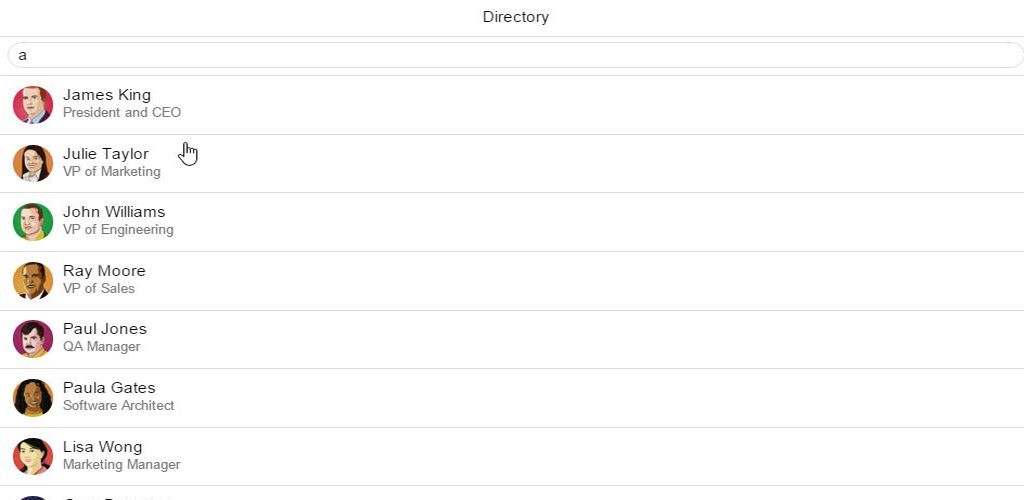 Directory
a
James King
President and CEO
Julie Taylor
VP of Marketing
John Williams
VP of Engineering
Ray Moore
VP of Sales
Paul Jones
QA Manager
Paula Gates
Software Architect
Lisa Wong
Marketing Manager